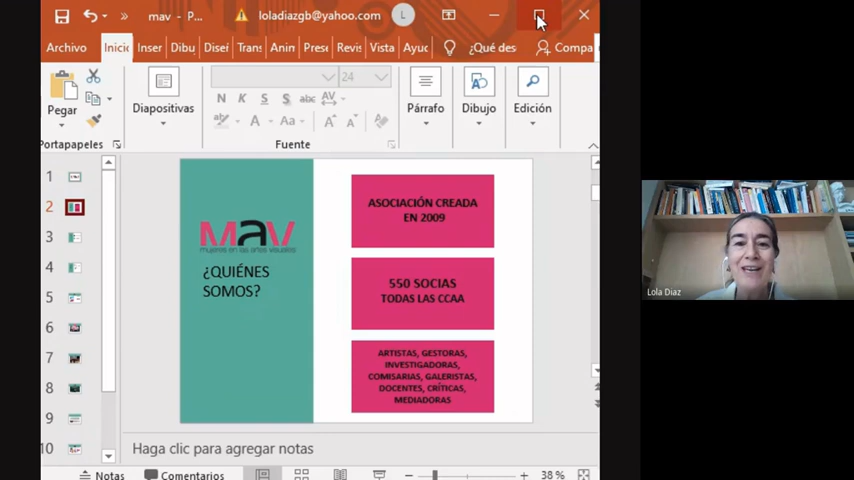 mav - P...
loladiazgb@yahoo.com
L
Archivo
Inicio
Inser
Dibu
Diseí
Trans
Anim
Prese
Revis
Vista
Ayuc
¿Qué des
Compa
Pegar
Portapapeles
Diapositivas
24
N K S S abc AV
A Aa A A
Fuente
Párrafo
Dibujo
Edición
1
2
3
4
5
6
7
8
9
10
MAV
mujeres en las artes visuales
¿QUIÉNES
SOMOS?
ASOCIACIÓN CREADA
EN 2009
550 SOCIAS
TODAS LAS CCAA
ARTISTAS, GESTORAS,
INVESTIGADORAS,
COMISARIAS, GALERISTAS,
DOCENTES, CRÍTICAS,
MEDIADORAS
Haga clic para agregar notas
Notas
Comentarios
38 %
Lola Diaz